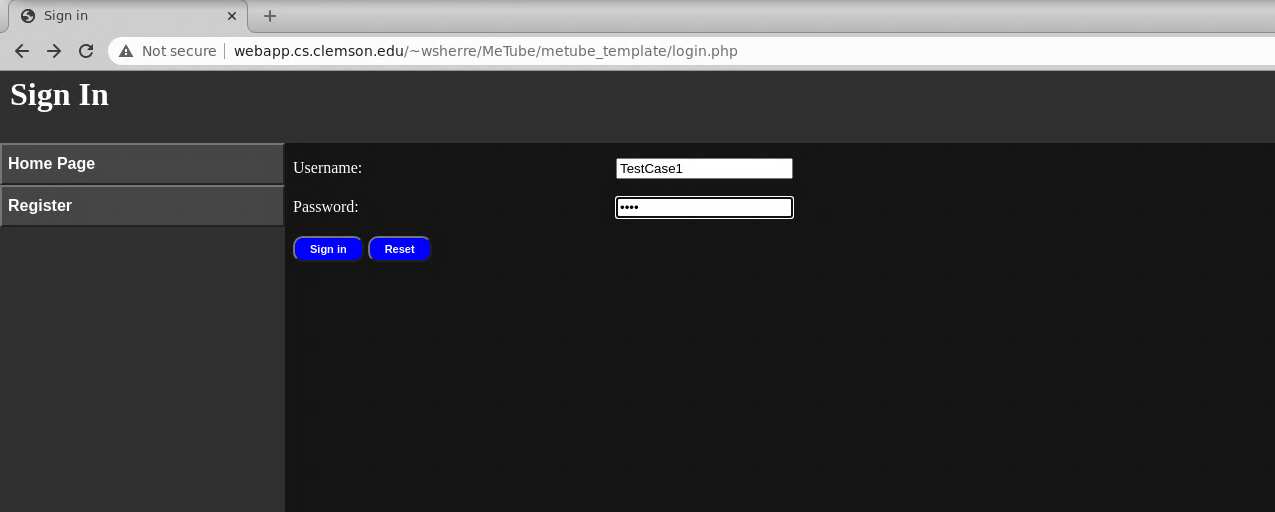 Sign in
Not secure webapp.cs.clemson.edu/~wsherre/MeTube/metube_template/login.php
Sign In
Home Page
Register
Username: TestCase1
Password: ••••
Sign in Reset